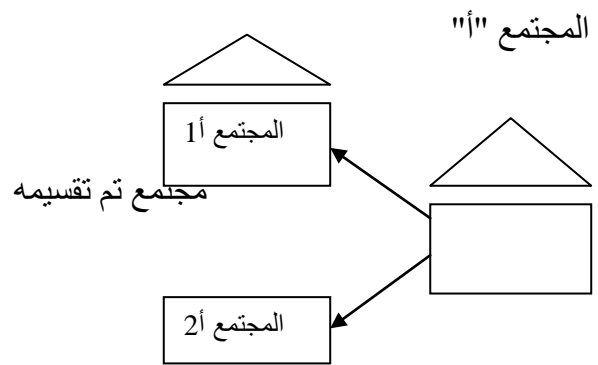 المجتمع "أ"
المجتمع أ1
مجتمع تم تقسيمه
المجتمع أ2